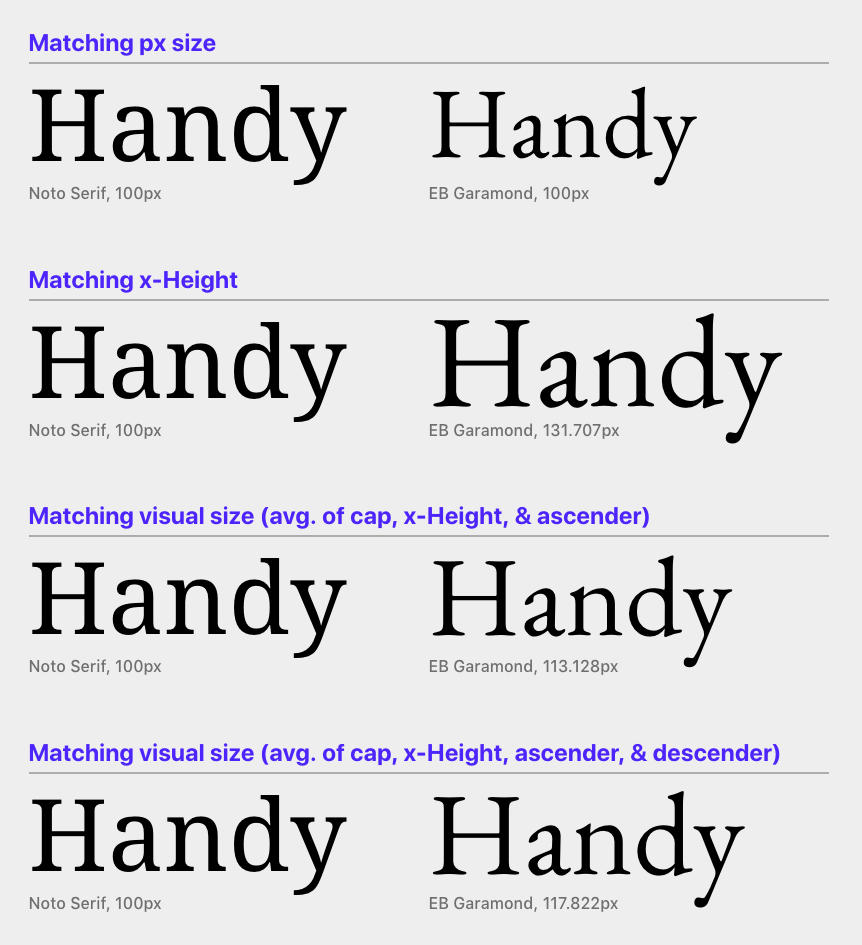 Matching px size
Handy Handy
Noto Serif, 100px EB Garamond, 100px
Matching x-Height
Handy Handy
Noto Serif, 100px EB Garamond, 131.707px
Matching visual size (avg. of cap, x-Height, & ascender)
Handy Handy
Noto Serif, 100px EB Garamond, 113.128px
Matching visual size (avg. of cap, x-Height, ascender, & descender)
Handy Handy
Noto Serif, 100px EB Garamond, 117.822px